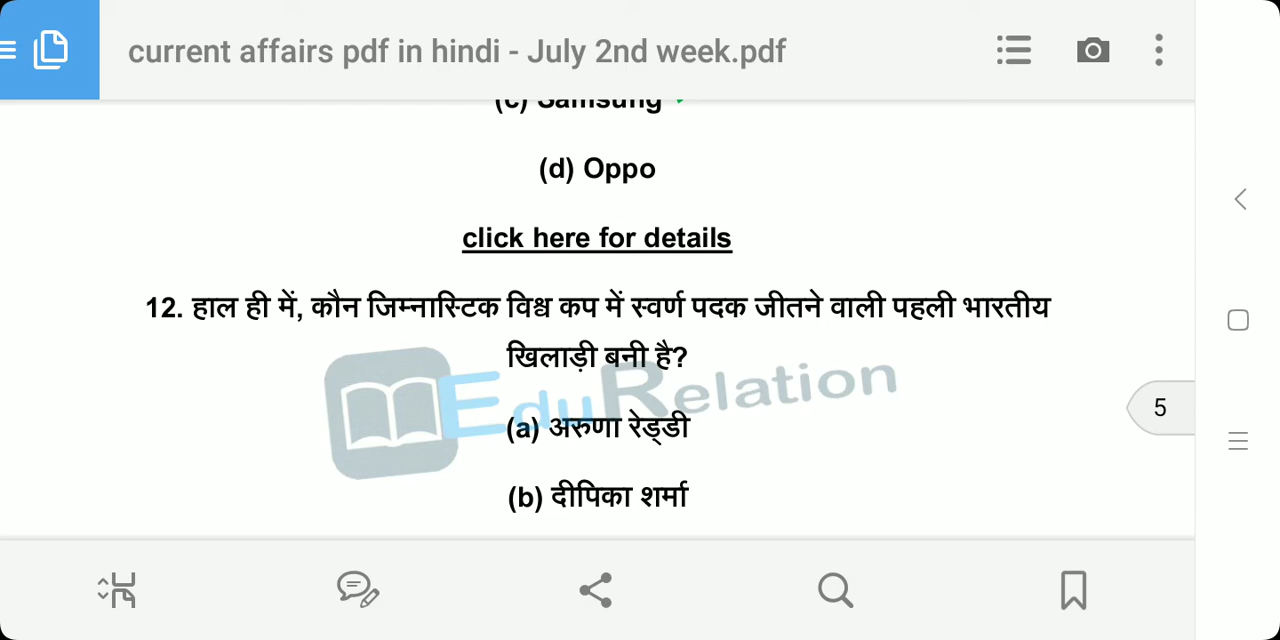 current affairs pdf in hindi - July 2nd week.pdf
(c) Samsung
(d) Oppo
click here for details
12. हाल ही में, कौन जिम्नास्टिक विश्व कप में स्वर्ण पदक जीतने वाली पहली भारतीय
खिलाड़ी बनी है?
EduRelation
(a) अरुणा रेड्डी
5
(b) दीपिका शर्मा